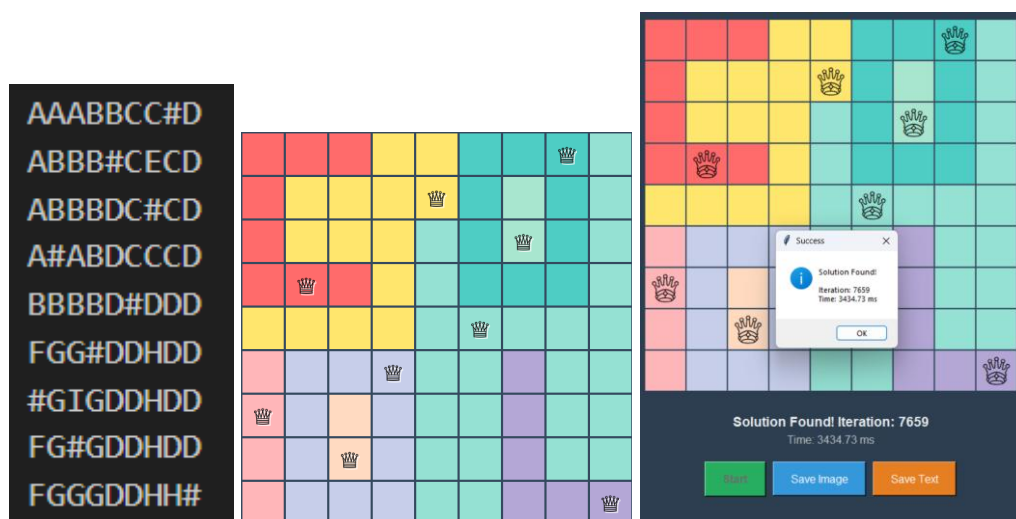 AAABBCC#D
ABBB#CECD
ABBBDC#CD
A#ABDCCCD
BBBBD#DDD
FGG#DDHDD
#GIGDDHDD
FG#GDDHDD
FGGGDDHH#
Success
Solution Found!
Iteration: 7659
Time: 3434.73 ms
OK
Solution Found! Iteration: 7659
Time: 3434.73 ms
Start
Save Image
Save Text